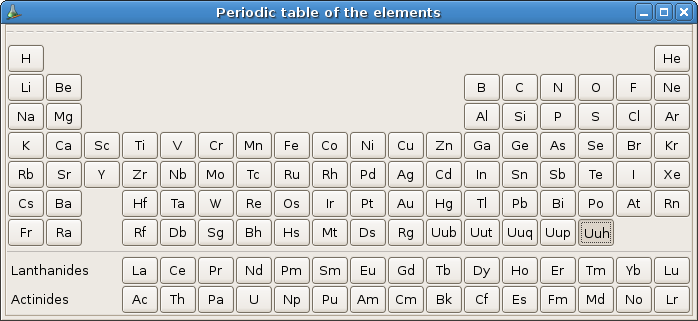 Periodic table of the elements
H He
Li Be B C N O F Ne
Na Mg Al Si P S Cl Ar
K Ca Sc Ti V Cr Mn Fe Co Ni Cu Zn Ga Ge As Se Br Kr
Rb Sr Y Zr Nb Mo Tc Ru Rh Pd Ag Cd In Sn Sb Te I Xe
Cs Ba Hf Ta W Re Os Ir Pt Au Hg Tl Pb Bi Po At Rn
Fr Ra Rf Db Sg Bh Hs Mt Ds Rg Uub Uut Uuq Uup Uuh
Lanthanides La Ce Pr Nd Pm Sm Eu Gd Tb Dy Ho Er Tm Yb Lu
Actinides Ac Th Pa U Np Pu Am Cm Bk Cf Es Fm Md No Lr